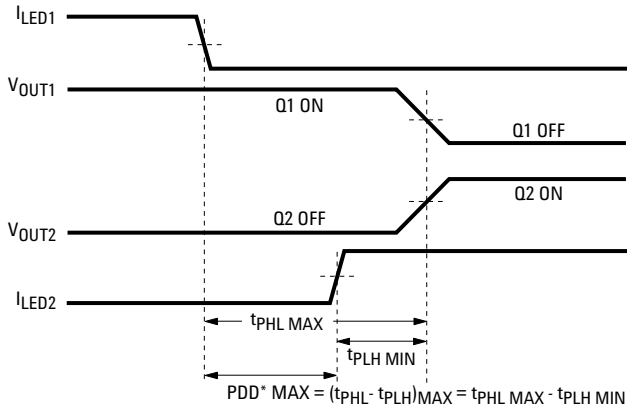 ILED1
VOUT1
Q1 ON
Q1 OFF
Q2 ON
Q2 OFF
VOUT2
ILED2
tPHL MAX
tPLH MIN
PDD* MAX = (tPHL- tPLH)MAX = tPHL MAX - tPLH MIN